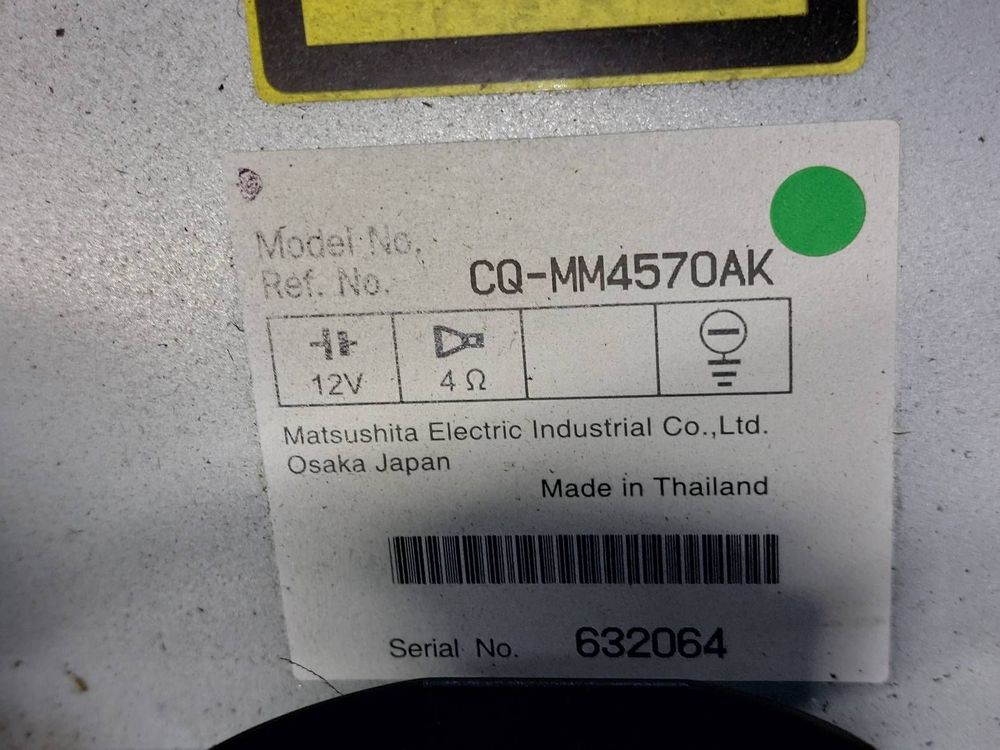 Model No.
Ref. No.
CQ-MM4570AK
12V
4 Ω
Matsushita Electric Industrial Co.,Ltd.
Osaka Japan
Made in Thailand
Serial No. 632064